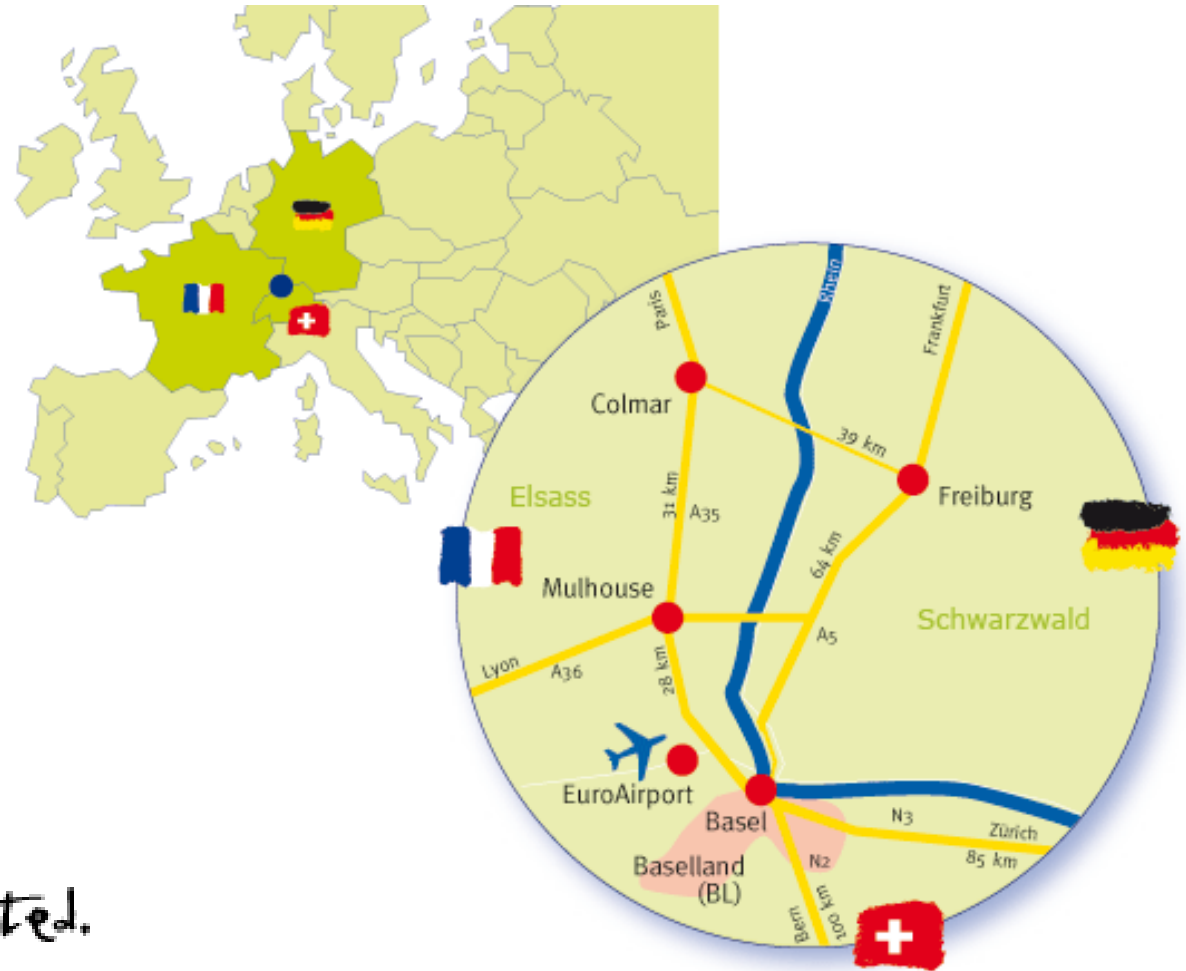 Rhein
Paris
Frankfurt
Colmar
39 km
Elsass
31 km
A35
Freiburg
64 km
Mulhouse
Schwarzwald
A5
Lyon
A36
28 km
EuroAirport
Basel
N3
Zürich
85 km
Baselland
(BL)
N2
Bern
100 km
ted.